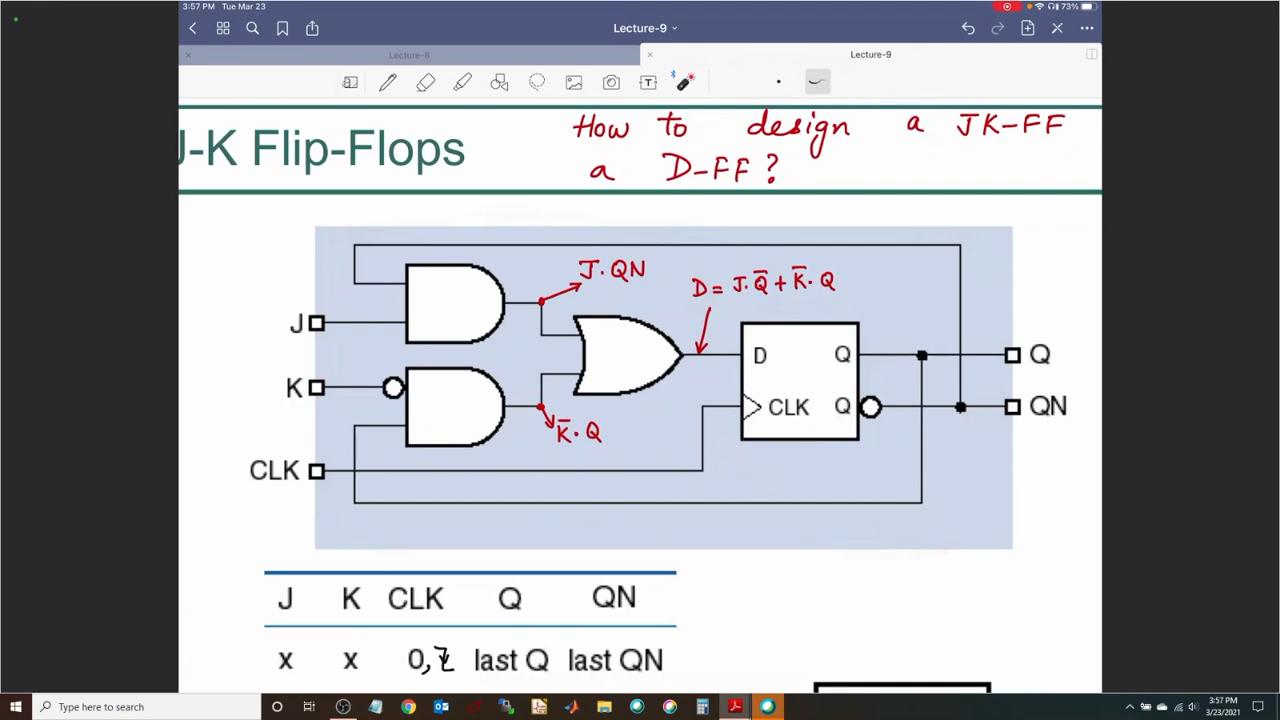 3:57 PM Tue Mar 23
73%
Lecture-9
Lecture-8
Lecture-9
T
J-K Flip-Flops
How to design a JK-FF
a D-FF?
J·QN
D = J·Q̅ + K̅·Q
J
D
Q
Q
K
CLK
Q
QN
K̅·Q
CLK
J K CLK Q QN
x x 0, last Q last QN
Type here to search
3:57 PM
3/23/2021